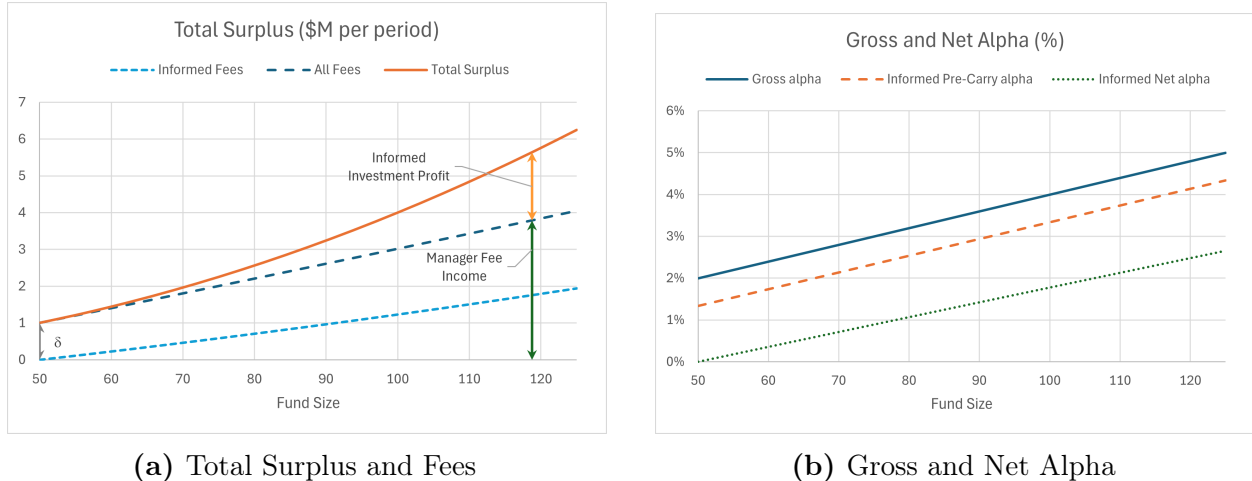 Total Surplus ($M per period)
Informed Fees
All Fees
Total Surplus
7
6
5
4
3
2
1
0
Informed
Investment Profit
Manager Fee
Income
δ
50 60 70 80 90 100 110 120
Fund Size
(a) Total Surplus and Fees
Gross and Net Alpha (%)
Gross alpha
Informed Pre-Carry alpha
Informed Net alpha
6%
5%
4%
3%
2%
1%
0%
50 60 70 80 90 100 110 120
Fund Size
(b) Gross and Net Alpha